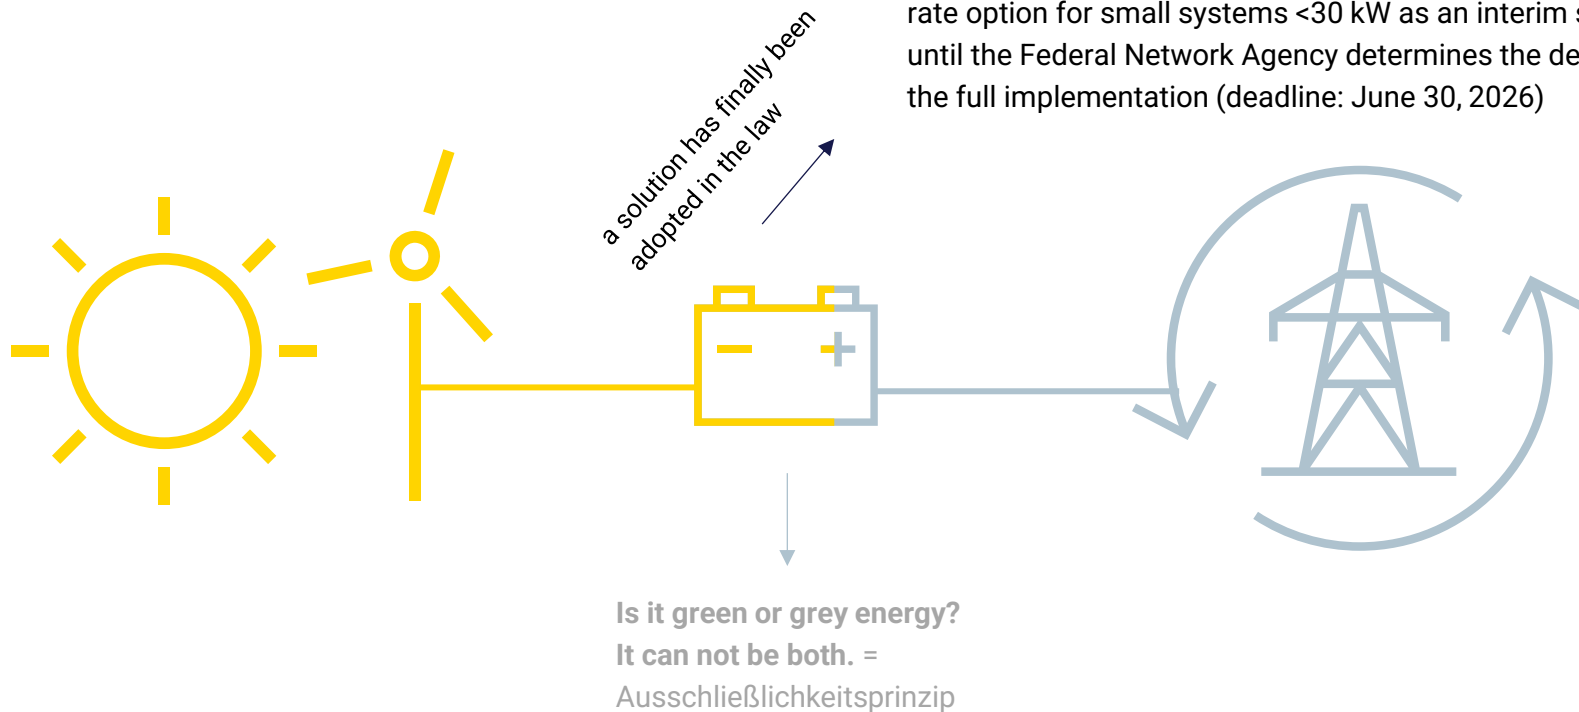 rate option for small systems <30 kW as an interim
until the Federal Network Agency determines the
the full implementation (deadline: June 30, 2026)
a solution has finally been
adopted in the law
Is it green or grey energy?
It can not be both. =
Ausschließlichkeitsprinzip